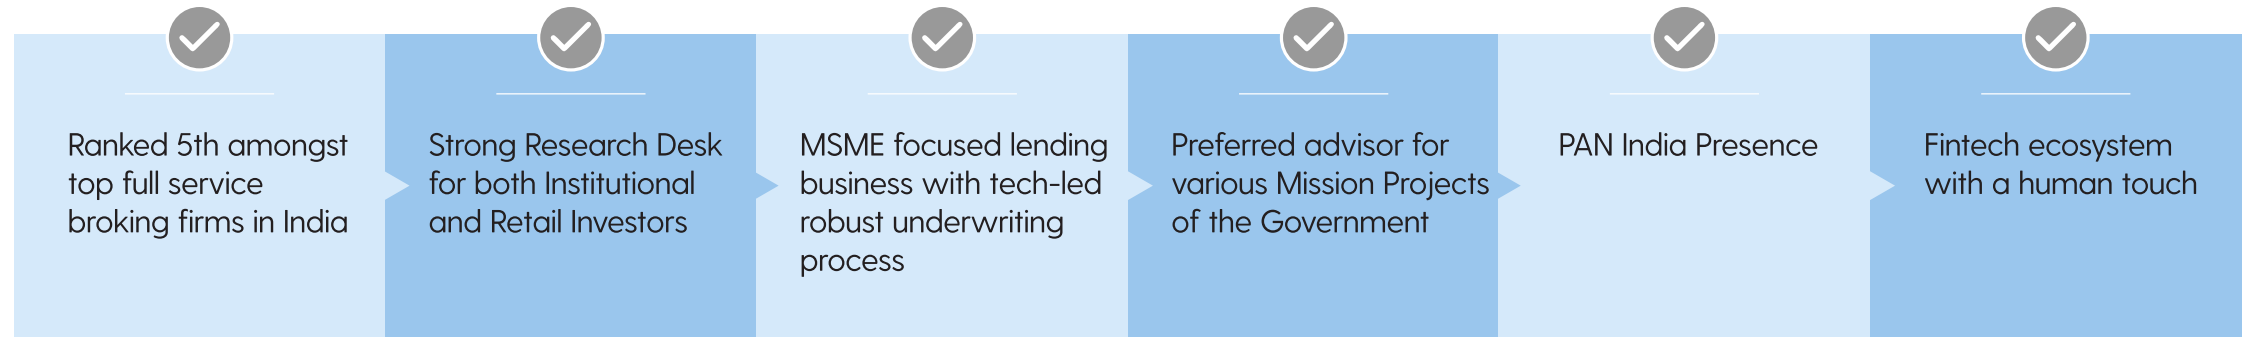 Ranked 5th amongst
top full service
broking firms in India
Strong Research Desk
for both Institutional
and Retail Investors
MSME focused lending
business with tech-led
robust underwriting
process
Preferred advisor for
various Mission Projects
of the Government
PAN India Presence
Fintech ecosystem
with a human touch